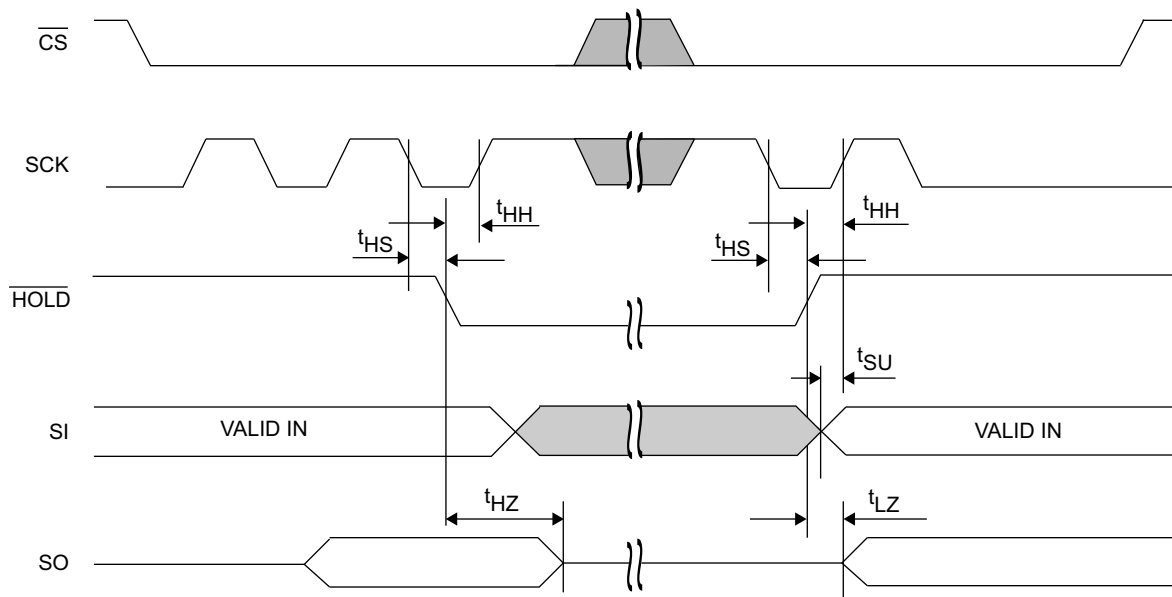 CS
SCK
tHH
tHH
tHS
tHS
HOLD
tSU
SI
VALID IN
VALID IN
tHZ
tLZ
SO